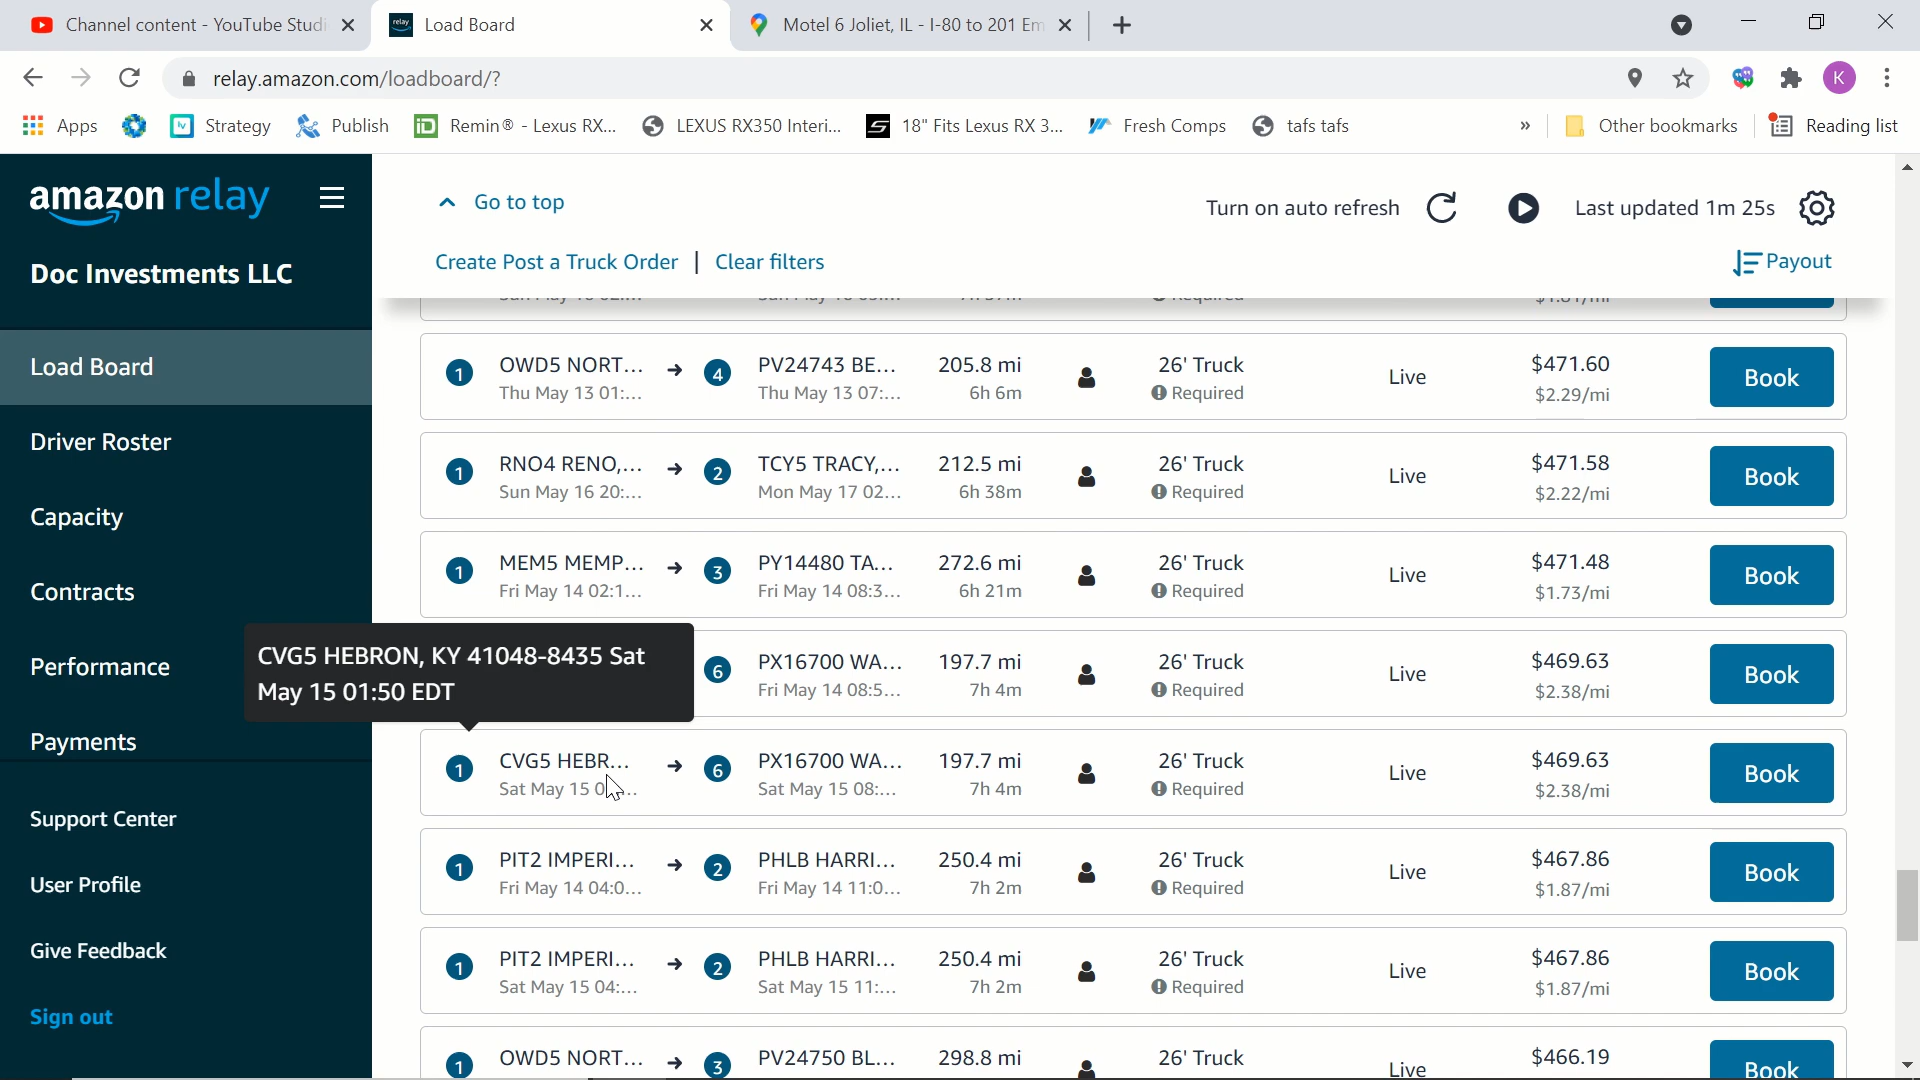 Channel content - YouTube Studi
Load Board
Motel 6 Joliet, IL - I-80 to 201 Em
relay.amazon.com/loadboard/?
K
Apps
Strategy
Publish
Remin® - Lexus RX...
LEXUS RX350 Interi...
18" Fits Lexus RX 3...
Fresh Comps
tafs tafs
»
Other bookmarks
Reading list
amazon relay
Doc Investments LLC
Load Board
Driver Roster
Capacity
Contracts
Performance
Payments
Support Center
User Profile
Give Feedback
Sign out
Go to top
Turn on auto refresh
Last updated 1m 25s
Create Post a Truck Order | Clear filters
Payout
1 OWD5 NORT... → 4 PV24743 BE... 205.8 mi 26' Truck Live $471.60 Book
Thu May 13 01:... Thu May 13 07:... 6h 6m Required $2.29/mi
1 RNO4 RENO,... → 2 TCY5 TRACY,... 212.5 mi 26' Truck Live $471.58 Book
Sun May 16 20:... Mon May 17 02... 6h 38m Required $2.22/mi
1 MEM5 MEMP... → 3 PY14480 TA... 272.6 mi 26' Truck Live $471.48 Book
Fri May 14 02:1... Fri May 14 08:3... 6h 21m Required $1.73/mi
CVG5 HEBRON, KY 41048-8435 Sat
May 15 01:50 EDT
6 PX16700 WA... 197.7 mi 26' Truck Live $469.63 Book
Fri May 14 08:5... 7h 4m Required $2.38/mi
1 CVG5 HEBR... → 6 PX16700 WA... 197.7 mi 26' Truck Live $469.63 Book
Sat May 15 0... Sat May 15 08:... 7h 4m Required $2.38/mi
1 PIT2 IMPERI... → 2 PHLB HARRI... 250.4 mi 26' Truck Live $467.86 Book
Fri May 14 04:0... Fri May 14 11:0... 7h 2m Required $1.87/mi
1 PIT2 IMPERI... → 2 PHLB HARRI... 250.4 mi 26' Truck Live $467.86 Book
Sat May 15 04:... Sat May 15 11:... 7h 2m Required $1.87/mi
1 OWD5 NORT... → 3 PV24750 BL... 298.8 mi 26' Truck Live $466.19 Book